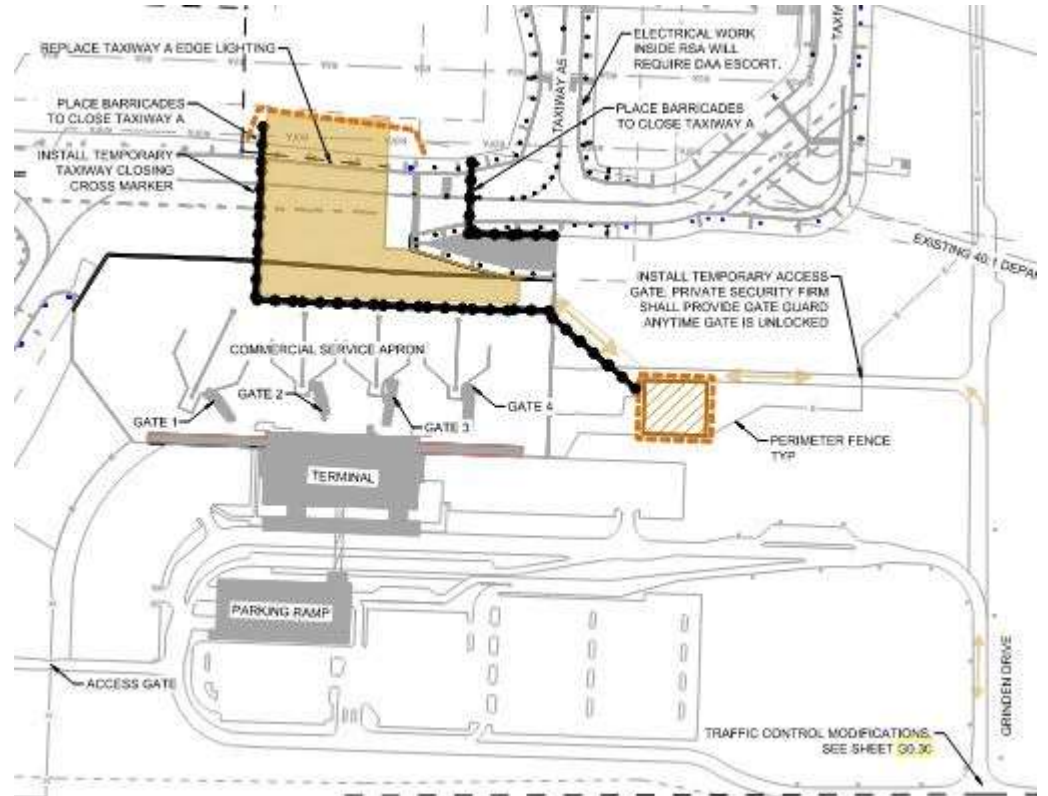 REPLACE TAXIWAY A EDGE LIGHTING
PLACE BARRICADES
TO CLOSE TAXIWAY A
INSTALL TEMPORARY
TAXIWAY CLOSING
CROSS MARKER
TAXIWAY A5
ELECTRICAL WORK
INSIDE RSA WILL
REQUIRE DAA ESCORT.
PLACE BARRICADES
TO CLOSE TAXIWAY A
EXISTING 40:1
INSTALL TEMPORARY ACCESS
GATE. PRIVATE SECURITY FIRM
SHALL PROVIDE GATE GUARD
ANYTIME GATE IS UNLOCKED
COMMERCIAL SERVICE APRON
GATE 1
GATE 2
GATE 3
GATE 4
PERIMETER FENCE
TYP
TERMINAL
PARKING RAMP
ACCESS GATE
GRINDEN DRIVE
TRAFFIC CONTROL MODIFICATIONS,
SEE SHEET G0.30